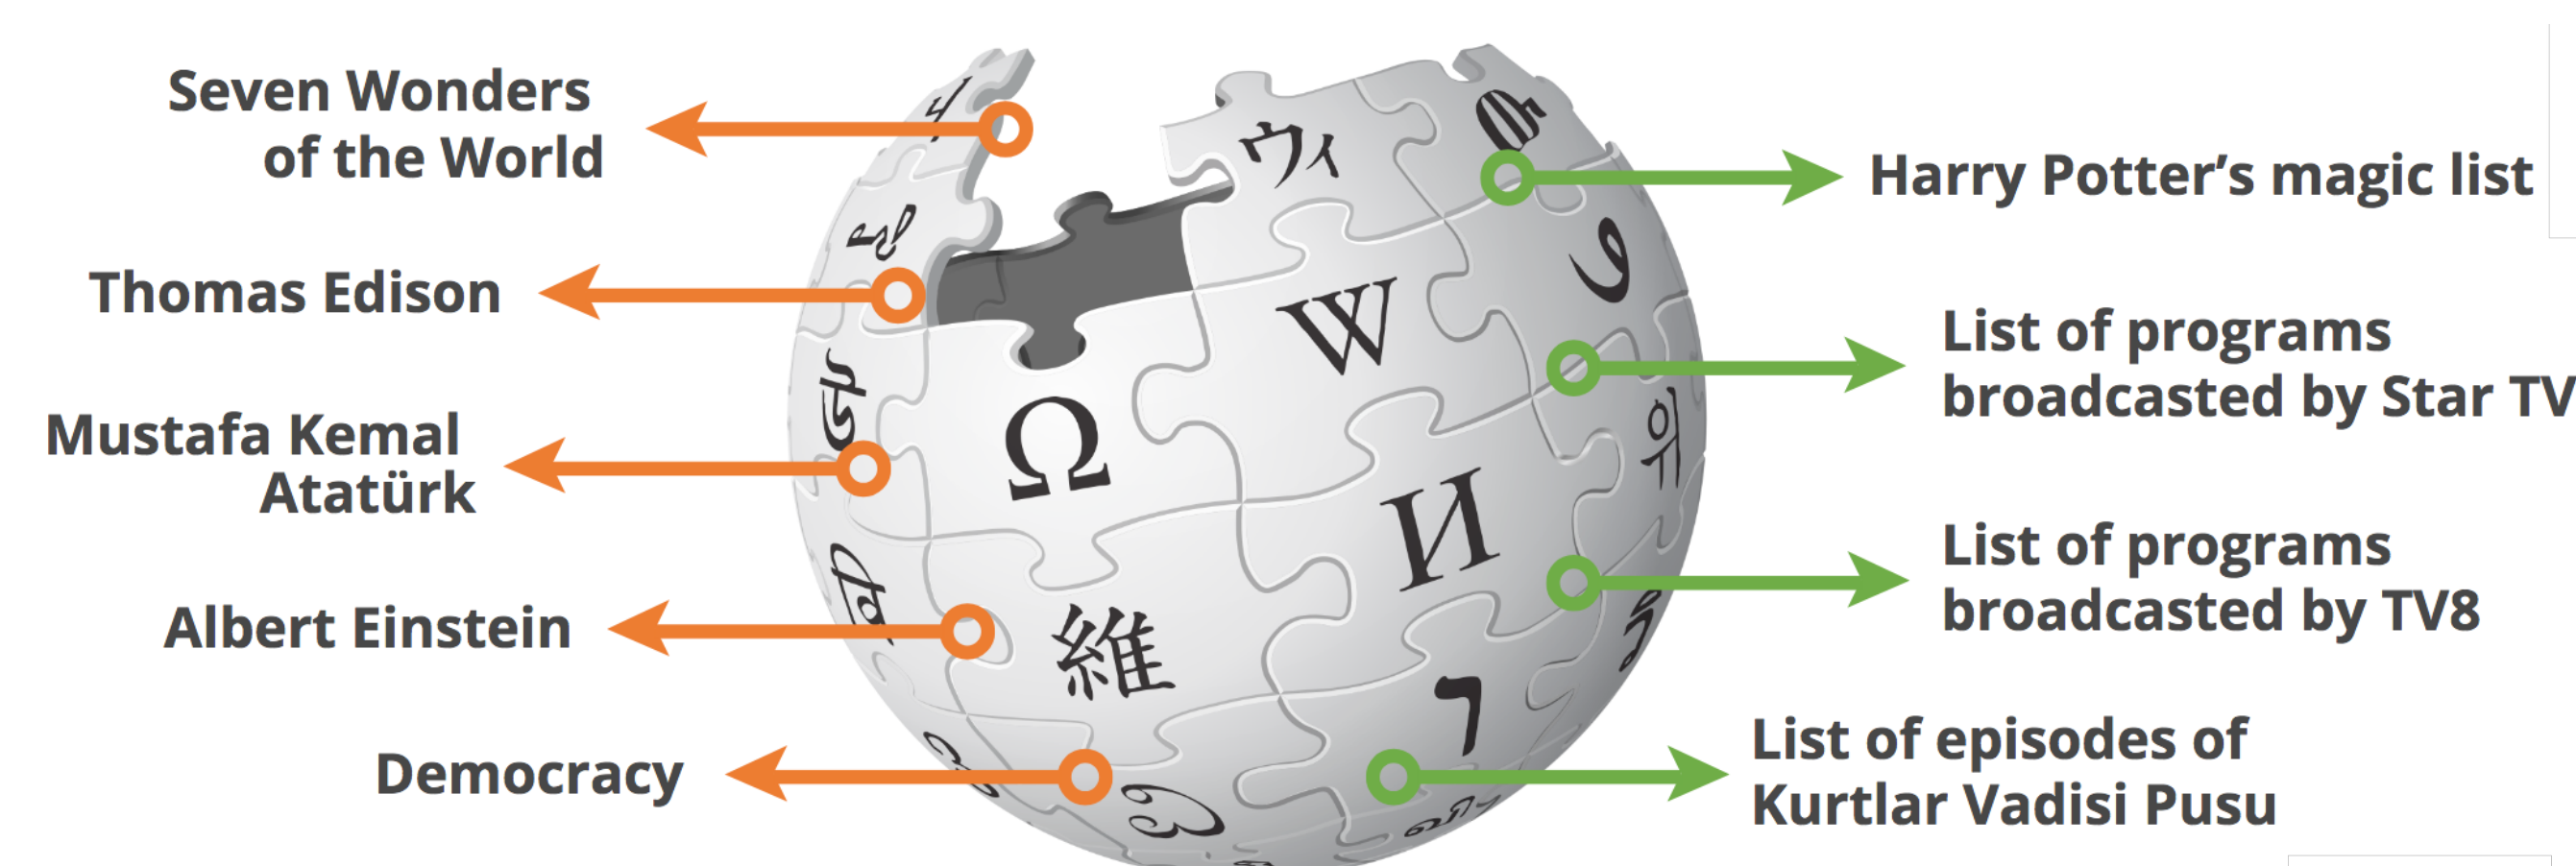 Seven Wonders
of the World
Thomas Edison
Mustafa Kemal
Atatürk
Albert Einstein
Democracy
Harry Potter’s magic list
List of programs
broadcasted by Star TV
List of programs
broadcasted by TV8
List of episodes of
Kurtlar Vadisi Pusu
ウィ
W
Ω
И
維
위
ו